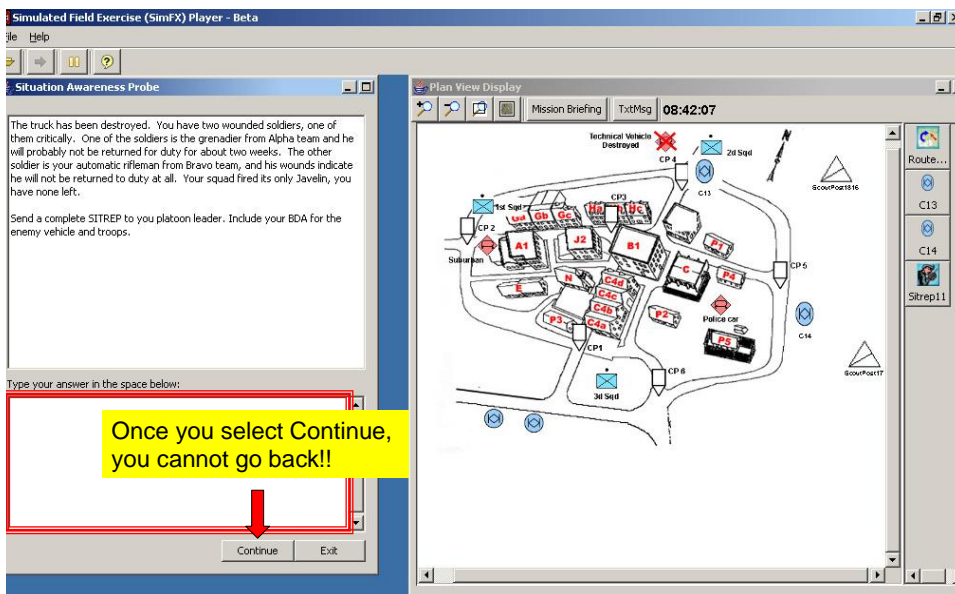 Simulated Field Exercise (SimFX) Player - Beta
File Help
Situation Awareness Probe
The truck has been destroyed. You have two wounded soldiers, one of
them critically. One of the soldiers is the grenadier from Alpha team and he
will probably not be returned for duty for about two weeks. The other
soldier is your automatic rifleman from Bravo team, and his wounds indicate
he will not be returned to duty at all. Your squad fired its only Javelin, you
have none left.
Send a complete SITREP to you platoon leader. Include your BDA for the
enemy vehicle and troops.
Type your answer in the space below:
Once you select Continue,
you cannot go back!!
Continue Exit
Plan View Display
Mission Briefing TxtMsg 08:42:07
Technical Vehicle
Destroyed
CP 4
2d Sqd
N
C13
ScoutPost1816
1st Sqd
CP 2
Gb Gc
Ha Hc
CP3
Suburban
A1
J2
B1
P1
C
P4
CP 5
E
N
C4d
C4c
C4b
C4a
P3
P2
Police car
P5
C14
CP1
CP 6
3d Sqd
ScoutPost17
Route...
C13
C14
Sitrep11